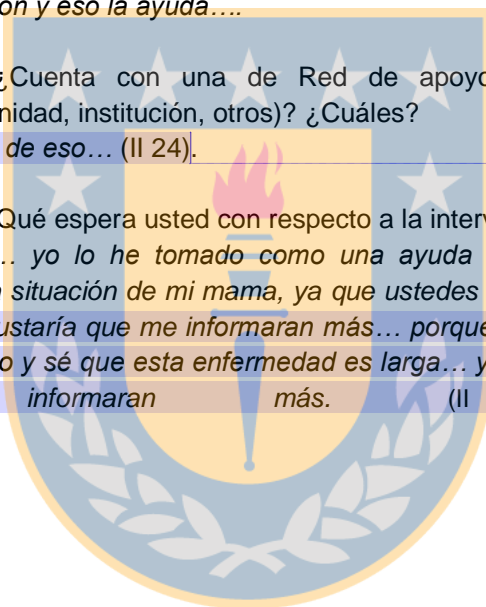 ón y eso la ayuda….
¿Cuenta con una de Red de apoyo
nidad, institución, otros)? ¿Cuáles?
de eso… (II 24).
Qué espera usted con respecto a la interv
… yo lo he tomado como una ayuda
situación de mi mama, ya que ustedes
ustaría que me informaran más… porque
o y sé que esta enfermedad es larga… y
informaran más. (II